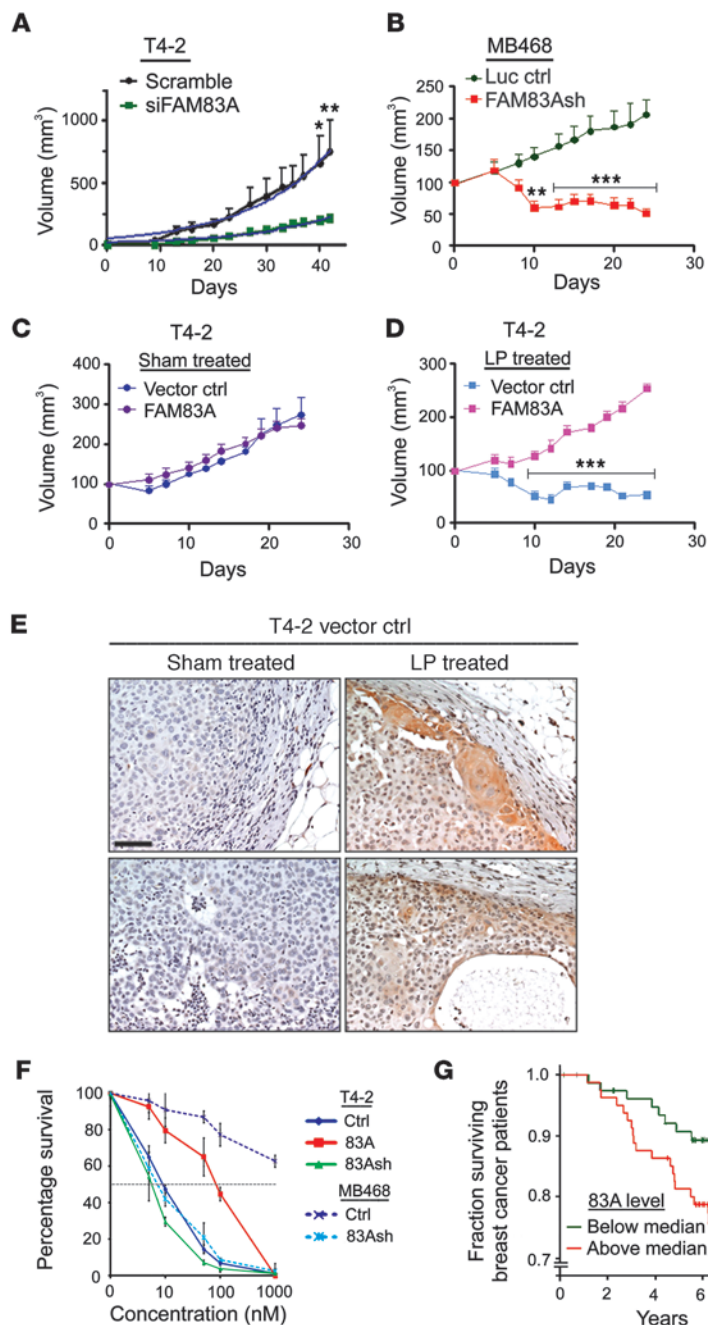 A
T4-2
Scramble
siFAM83A
Volume (mm³)
1000
500
0
**
*
0 10 20 30 40
Days
B
MB468
Luc ctrl
FAM83Ash
Volume (mm³)
250
200
150
100
50
0
** ***
0 10 20 30
Days
C
T4-2
Sham treated
Vector ctrl
FAM83A
Volume (mm³)
400
300
200
100
0
0 10 20 30
Days
D
T4-2
LP treated
Vector ctrl
FAM83A
Volume (mm³)
300
200
100
0
***
0 10 20 30
Days
E
T4-2 vector ctrl
Sham treated LP treated
F
Percentage survival
100
80
60
40
20
0
0 10 100 1000
Concentration (nM)
T4-2
Ctrl
83A
83Ash
MB468
Ctrl
83Ash
G
Fraction surviving
breast cancer patients
1.0
0.9
0.8
0.7
83A level
Below median
Above median
0 2 4 6
Years